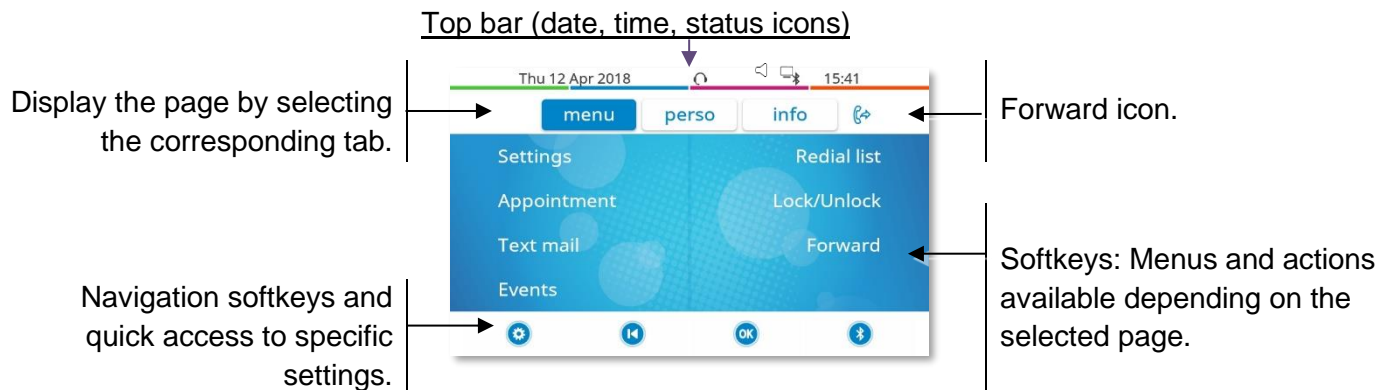 Top bar (date, time, status icons)
Thu 12 Apr 2018 15:41
Display the page by selecting
the corresponding tab.
menu perso info
Forward icon.
Settings Redial list
Appointment Lock/Unlock
Text mail Forward
Events
Softkeys: Menus and actions
available depending on the
selected page.
Navigation softkeys and
quick access to specific
settings.
OK